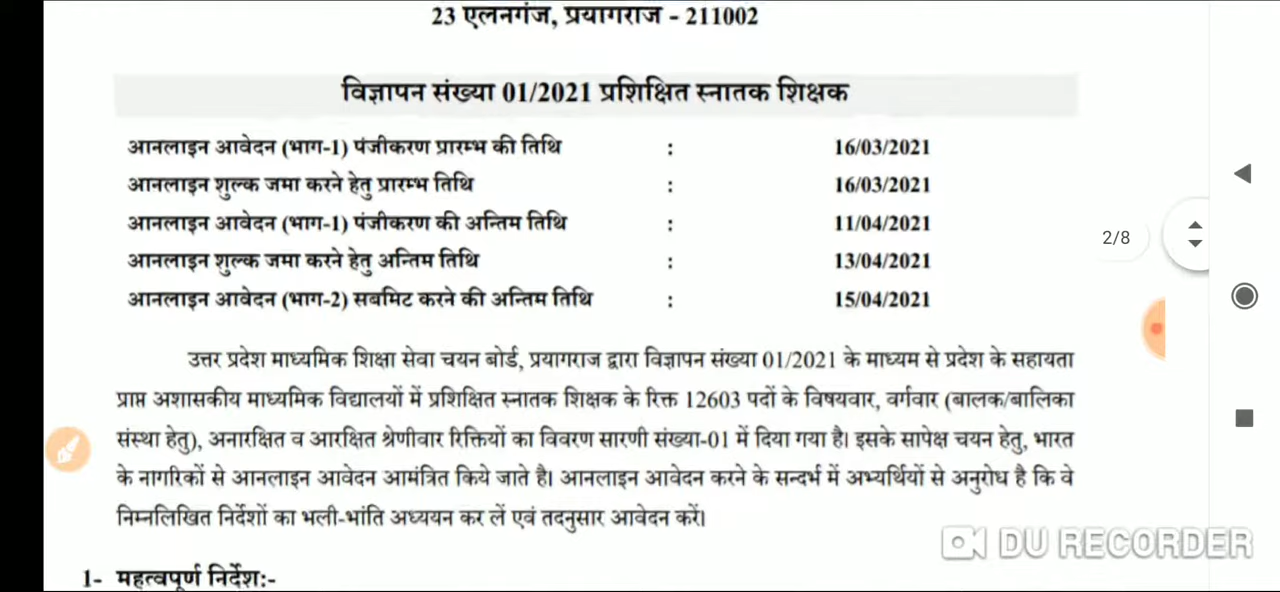 23 एलनगंज, प्रयागराज - 211002
विज्ञापन संख्या 01/2021 प्रशिक्षित स्नातक शिक्षक
आनलाइन आवेदन (भाग-1) पंजीकरण प्रारम्भ की तिथि : 16/03/2021
आनलाइन शुल्क जमा करने हेतु प्रारम्भ तिथि : 16/03/2021
आनलाइन आवेदन (भाग-1) पंजीकरण की अन्तिम तिथि : 11/04/2021
आनलाइन शुल्क जमा करने हेतु अन्तिम तिथि : 13/04/2021
आनलाइन आवेदन (भाग-2) सबमिट करने की अन्तिम तिथि : 15/04/2021
2/8
उत्तर प्रदेश माध्यमिक शिक्षा सेवा चयन बोर्ड, प्रयागराज द्वारा विज्ञापन संख्या 01/2021 के माध्यम से प्रदेश के सहायता
प्राप्त अशासकीय माध्यमिक विद्यालयों में प्रशिक्षित स्नातक शिक्षक के रिक्त 12603 पदों के विषयवार, वर्गवार (बालक/बालिका
संस्था हेतु), अनारक्षित व आरक्षित श्रेणीवार रिक्तियों का विवरण सारणी संख्या-01 में दिया गया है। इसके सापेक्ष चयन हेतु, भारत
के नागरिकों से आनलाइन आवेदन आमंत्रित किये जाते है। आनलाइन आवेदन करने के सन्दर्भ में अभ्यर्थियों से अनुरोध है कि वे
निम्नलिखित निर्देशों का भली-भांति अध्ययन कर लें एवं तदनुसार आवेदन करें।
DU RECORDER
1- महत्वपूर्ण निर्देश:-